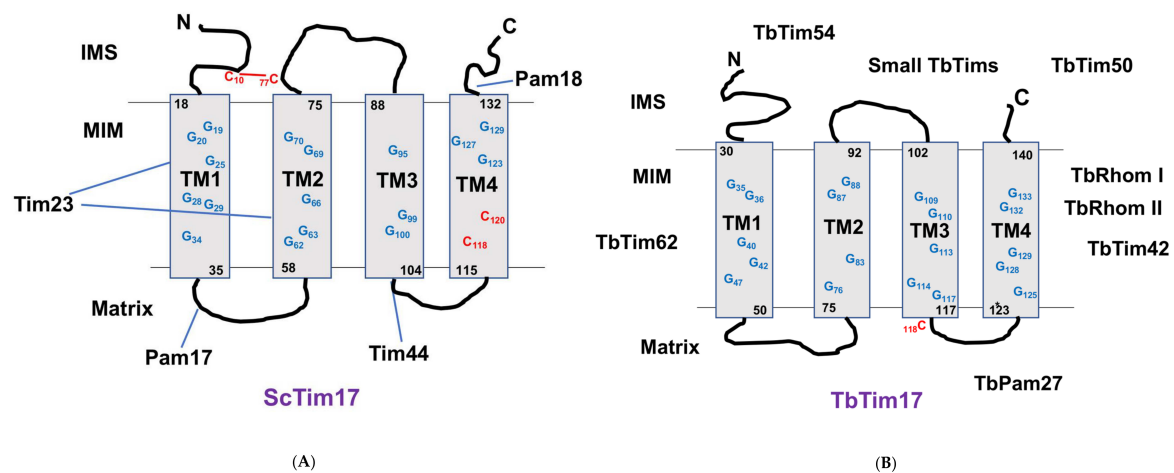 N
C
IMS
C10
77C
Pam18
18
75
88
132
MIM
G19
G20
G25
G70
G69
G95
G129
G127
G123
TM1
TM2
TM3
TM4
Tim23
G28
G29
G66
G99
C120
G34
G63
G62
G100
C118
35
58
104
115
Matrix
Pam17
Tim44
ScTim17
(A)
TbTim54
N
Small TbTims
TbTim50
C
IMS
30
92
102
140
MIM
TbRhom I
G35
G36
G88
G87
G109
G110
G133
G132
TbRhom II
TM1
TM2
TM3
TM4
TbTim62
TbTim42
G40
G42
G47
G83
G76
G113
G114
G117
G129
G128
G125
50
75
117
*
123
118C
Matrix
TbPam27
TbTim17
(B)